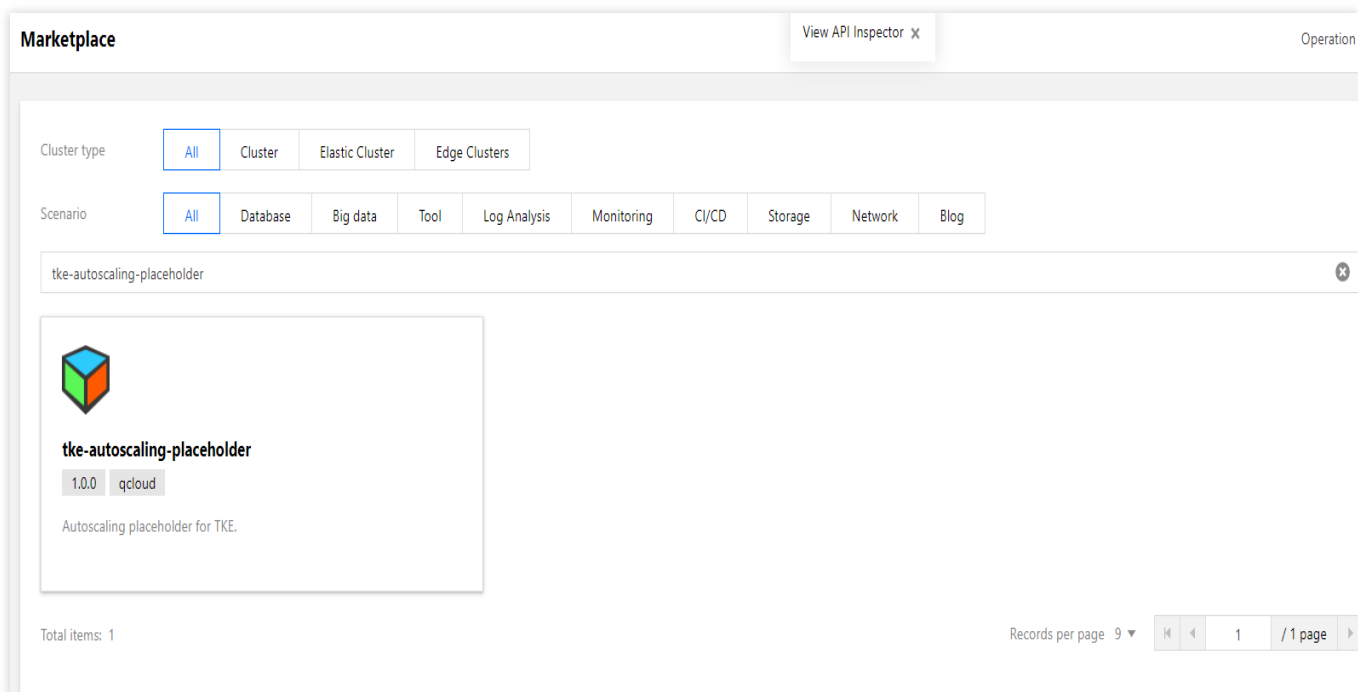 Marketplace
View API Inspector
Operation
Cluster type All Cluster Elastic Cluster Edge Clusters
Scenario All Database Big data Tool Log Analysis Monitoring CI/CD Storage Network Blog
tke-autoscaling-placeholder
tke-autoscaling-placeholder
1.0.0 qcloud
Autoscaling placeholder for TKE.
Total items: 1
Records per page 9 1 / 1 page